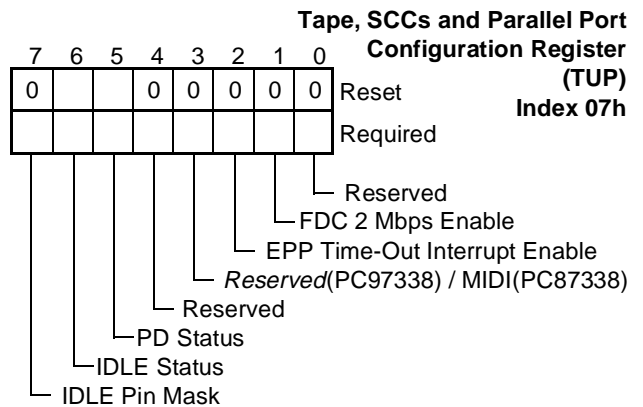 Tape, SCCs and Parallel Port
Configuration Register
(TUP)
Index 07h
7 6 5 4 3 2 1 0
0 0 0 0 0 0 Reset
Required
Reserved
FDC 2 Mbps Enable
EPP Time-Out Interrupt Enable
Reserved(PC97338) / MIDI(PC87338)
Reserved
PD Status
IDLE Status
IDLE Pin Mask